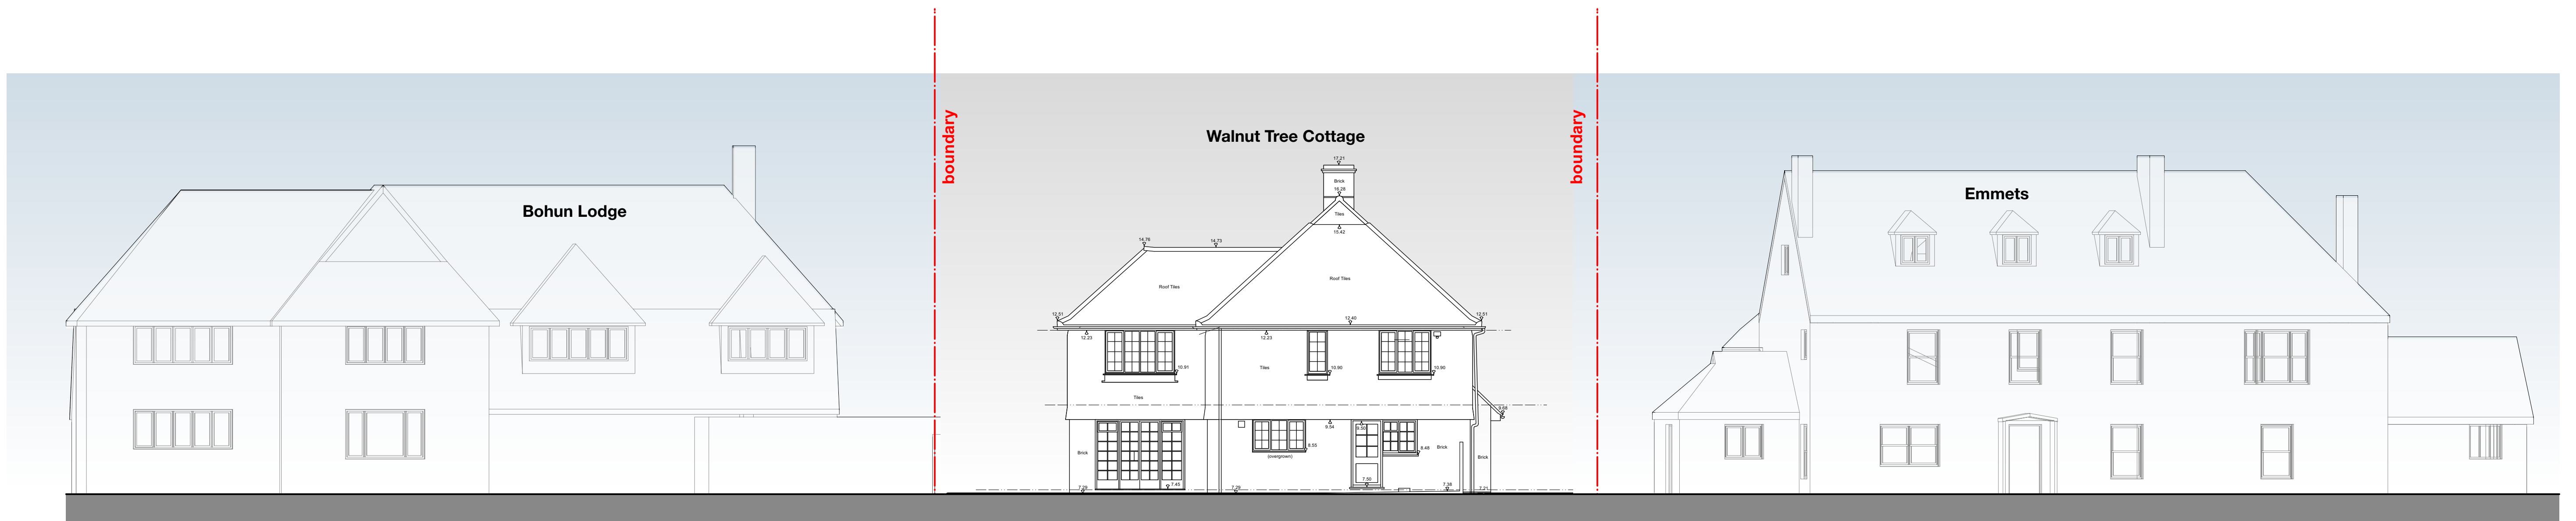 boundary
boundary
Walnut Tree Cottage
Bohun Lodge
Emmets
17.21
Brick
16.28
Tiles
15.42
14.76
14.73
Roof Tiles
Roof Tiles
12.51
12.40
12.51
12.23
12.23
10.91
Tiles
10.90
10.90
Tiles
9.68
9.54
9.50
Brick
8.55
(overgrown)
8.48
Brick
Brick
7.29
7.45
7.29
7.50
7.38